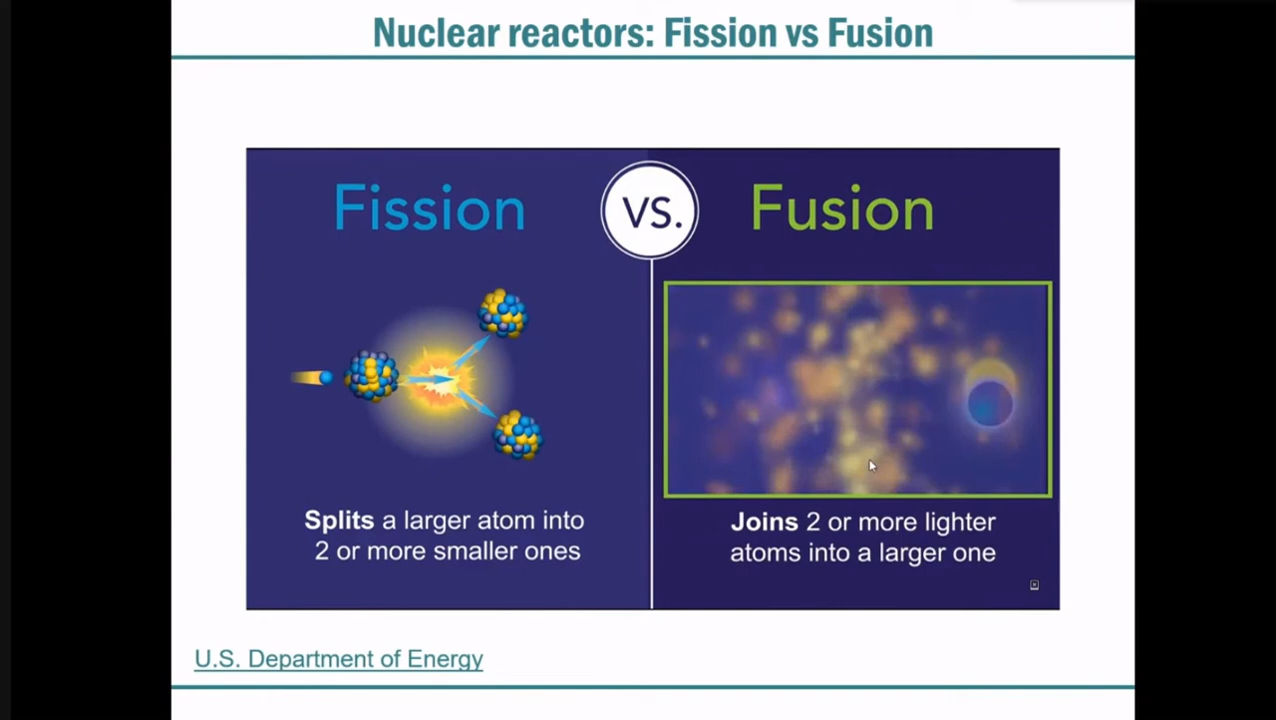 Nuclear reactors: Fission vs Fusion
Fission
VS.
Fusion
Splits a larger atom into
2 or more smaller ones
Joins 2 or more lighter
atoms into a larger one
U.S. Department of Energy